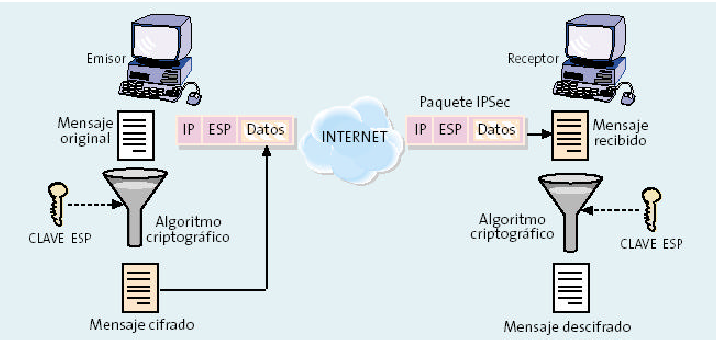 Emisor
Mensaje
original
CLAVE ESP
Algoritmo
criptográfico
Mensaje cifrado
IP ESP Datos
INTERNET
Paquete IPSec
IP ESP Datos
Receptor
Mensaje
recibido
Algoritmo
criptográfico
CLAVE ESP
Mensaje descifrado